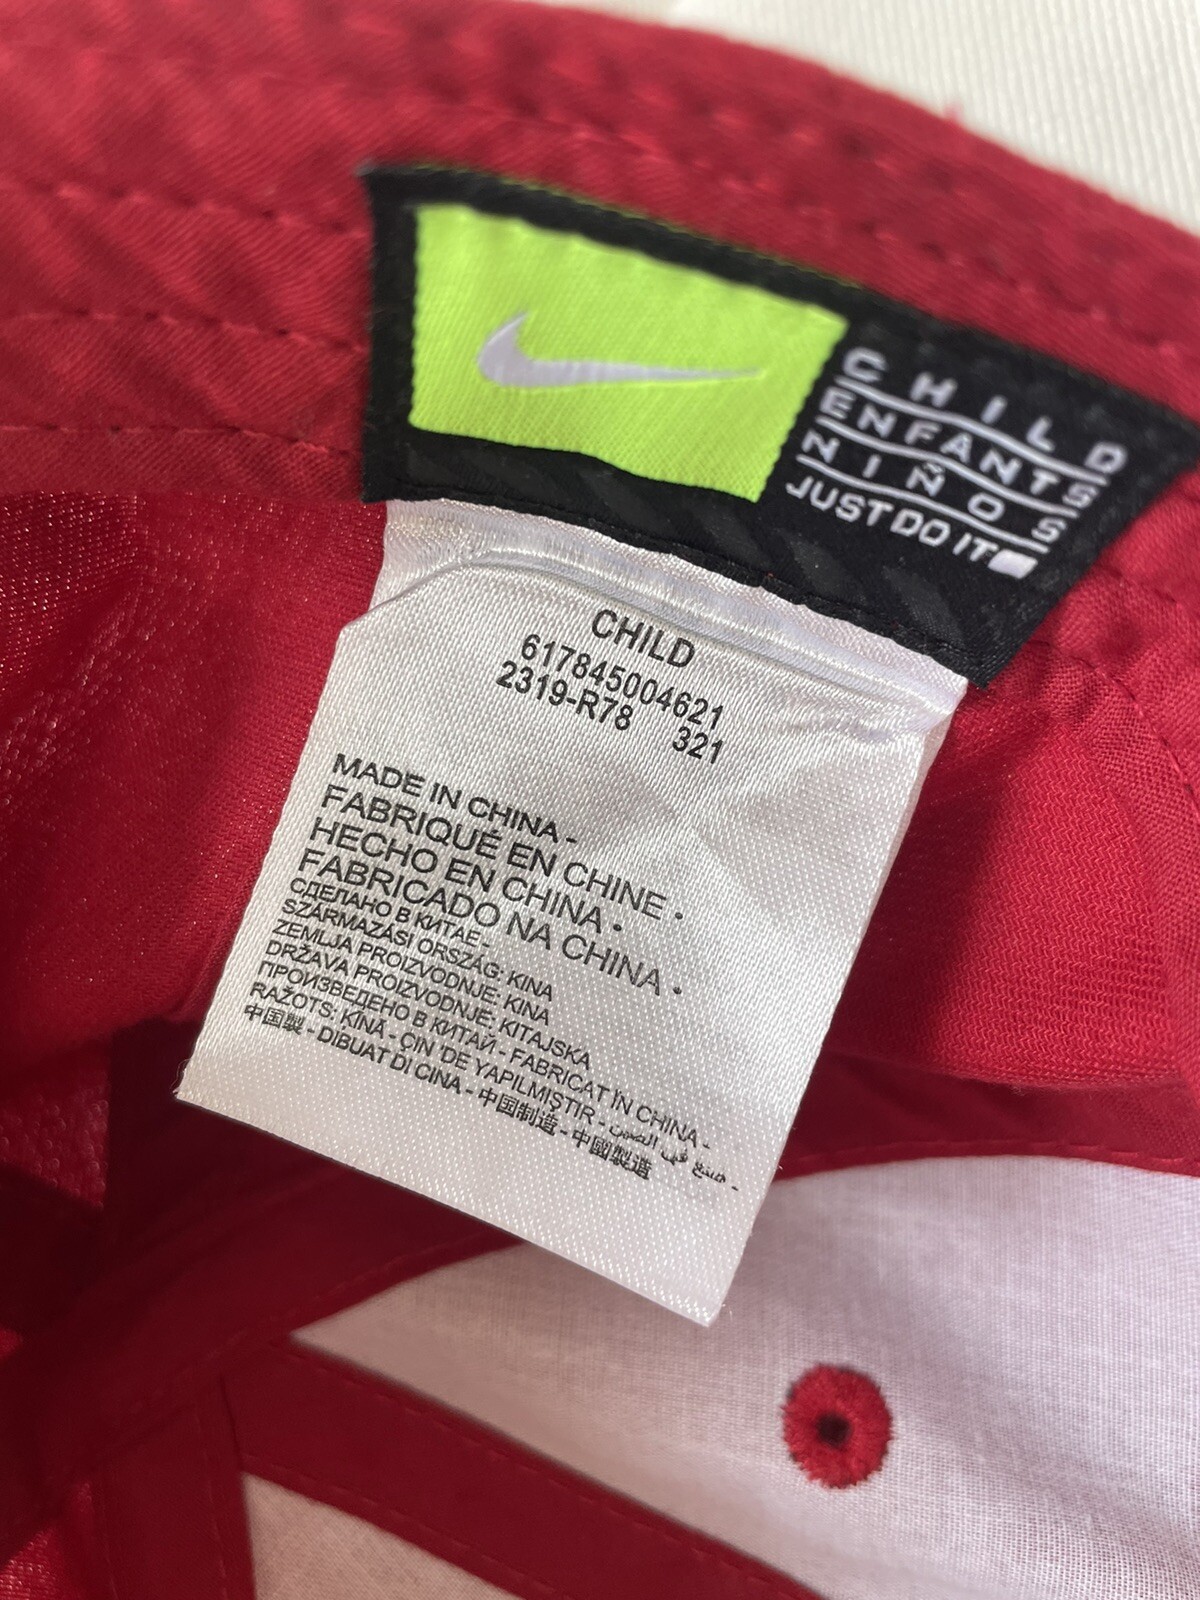 CHILD
ENFANTS
NIÑOS
JUST DO IT
CHILD
617845004621
2319-R78 321
MADE IN CHINA -
FABRIQUÉ EN CHINE •
HECHO EN CHINA •
FABRICADO NA CHINA •
СДЕЛАНО В КИТАЕ-
SZÁRMAZÁSI ORSZÁG: KINA
ZEMLJA PROIZVODNJE: KINA
DRŽAVA PROIZVODNJE: KITAJSKA
ПРОИЗВЕДЕНО В КИТАЙ - FABRICAT ÎN CHINA -
RAŽOTS: ĶĪNĀ - ÇIN 'DE YAPILMIŞTIR - صنع في الصين -
中国製 - DIBUAT DI CINA - 中国制造 - 中國製造